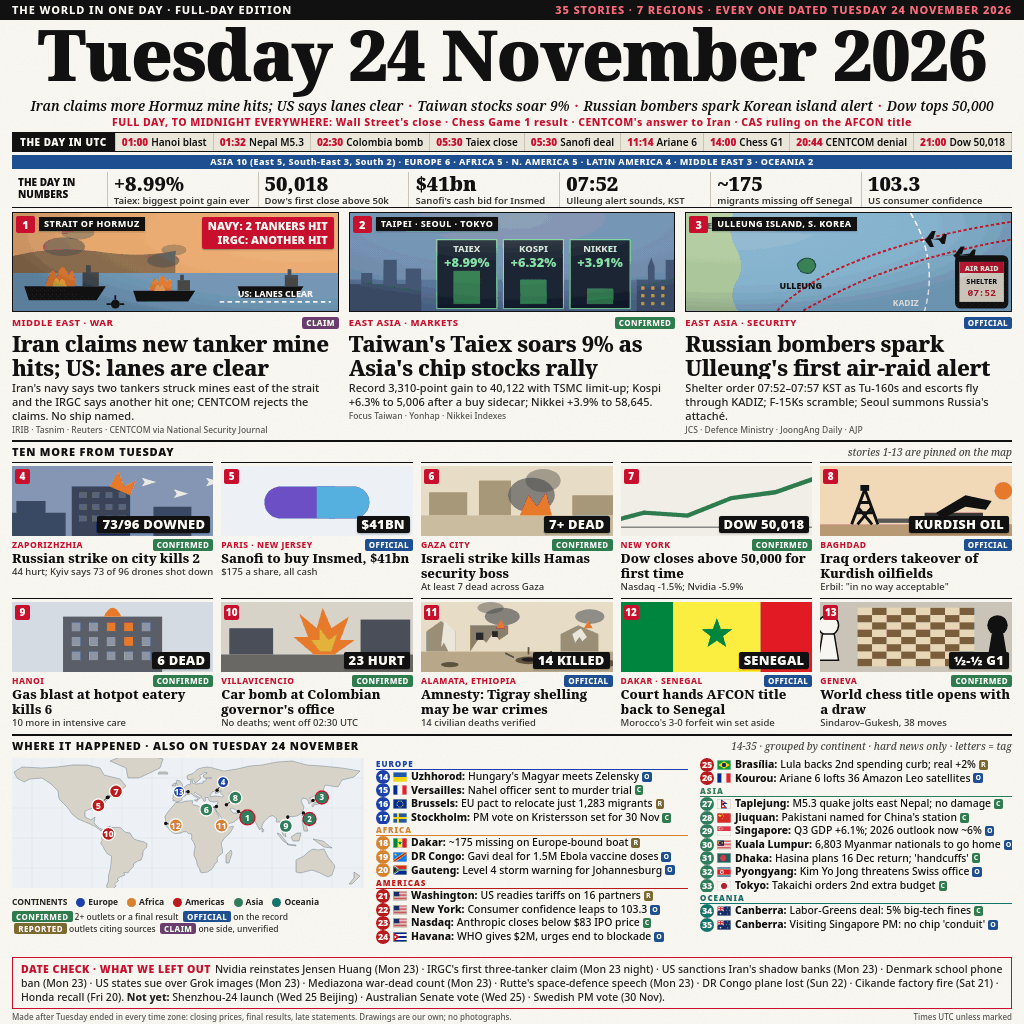 THE WORLD IN ONE DAY · FULL-DAY EDITION
35 STORIES · 7 REGIONS · EVERY ONE DATED TUESDAY 24 NOVEMBER 2026
Tuesday 24 November 2026
Iran claims more Hormuz mine hits; US says lanes clear · Taiwan stocks soar 9% · Russian bombers spark Korean island alert · Dow tops 50,000
FULL DAY, TO MIDNIGHT EVERYWHERE: Wall Street's close · Chess Game 1 result · CENTCOM's answer to Iran · CAS ruling on the AFCON title
THE DAY IN UTC
01:00 Hanoi blast
01:32 Nepal M5.3
02:30 Colombia bomb
05:30 Taiex close
05:30 Sanofi deal
11:14 Ariane 6
14:00 Chess G1
20:44 CENTCOM denial
21:00 Dow 50,018
ASIA 10 (East 5, South-East 3, South 2) · EUROPE 6 · AFRICA 5 · N. AMERICA 5 · LATIN AMERICA 4 · MIDDLE EAST 3 · OCEANIA 2
THE DAY IN NUMBERS
+8.99%
Taiex: biggest point gain ever
50,018
Dow's first close above 50k
$41bn
Sanofi's cash bid for Insmed
07:52
Ulleung alert sounds, KST
~175
migrants missing off Senegal
103.3
US consumer confidence
1
STRAIT OF HORMUZ
NAVY: 2 TANKERS HIT
IRGC: ANOTHER HIT
US: LANES CLEAR
MIDDLE EAST · WAR
CLAIM
Iran claims new tanker mine
hits; US: lanes are clear
Iran's navy says two tankers struck mines east of the strait
and the IRGC says another hit one; CENTCOM rejects the
claims. No ship named.
IRIB · Tasnim · Reuters · CENTCOM via National Security Journal
2
TAIPEI · SEOUL · TOKYO
TAIEX
+8.99%
KOSPI
+6.32%
NIKKEI
+3.91%
EAST ASIA · MARKETS
CONFIRMED
Taiwan's Taiex soars 9% as
Asia's chip stocks rally
Record 3,310-point gain to 40,122 with TSMC limit-up; Kospi
+6.3% to 5,006 after a buy sidecar; Nikkei +3.9% to 58,645.
Focus Taiwan · Yonhap · Nikkei Indexes
3
ULLEUNG ISLAND, S. KOREA
ULLEUNG
KADIZ
AIR RAID
SHELTER
07:52
EAST ASIA · SECURITY
OFFICIAL
Russian bombers spark
Ulleung's first air-raid alert
Shelter order 07:52–07:57 KST as Tu-160s and escorts fly
through KADIZ; F-15Ks scramble; Seoul summons Russia's
attaché.
JCS · Defence Ministry · JoongAng Daily · AJP
TEN MORE FROM TUESDAY
stories 1-13 are pinned on the map
4
73/96 DOWNED
ZAPORIZHZHIA
CONFIRMED
Russian strike on city kills 2
44 hurt; Kyiv says 73 of 96 drones shot down
5
$41BN
PARIS · NEW JERSEY
OFFICIAL
Sanofi to buy Insmed, $41bn
$175 a share, all cash
6
7+ DEAD
GAZA CITY
CONFIRMED
Israeli strike kills Hamas
security boss
At least 7 dead across Gaza
7
DOW 50,018
NEW YORK
CONFIRMED
Dow closes above 50,000 for
first time
Nasdaq -1.5%; Nvidia -5.9%
8
KURDISH OIL
BAGHDAD
OFFICIAL
Iraq orders takeover of
Kurdish oilfields
Erbil: "in no way acceptable"
9
6 DEAD
HANOI
CONFIRMED
Gas blast at hotpot eatery
kills 6
10 more in intensive care
10
23 HURT
VILLAVICENCIO
CONFIRMED
Car bomb at Colombian
governor's office
No deaths; went off 02:30 UTC
11
14 KILLED
ALAMATA, ETHIOPIA
OFFICIAL
Amnesty: Tigray shelling
may be war crimes
14 civilian deaths verified
12
SENEGAL
DAKAR · SENEGAL
OFFICIAL
Court hands AFCON title
back to Senegal
Morocco's 3-0 forfeit win set aside
13
½-½ G1
GENEVA
CONFIRMED
World chess title opens with
a draw
Sindarov–Gukesh, 38 moves
WHERE IT HAPPENED · ALSO ON TUESDAY 24 NOVEMBER
14-35 · grouped by continent · hard news only · letters = tag
7
5
10
13
4
6
8
12
11
1
9
2
3
CONTINENTS Europe Africa Americas Asia Oceania
CONFIRMED 2+ outlets or a final result OFFICIAL on the record
REPORTED outlets citing sources CLAIM one side, unverified
EUROPE
14 Uzhhorod: Hungary's Magyar meets Zelensky O
15 Versailles: Nahel officer sent to murder trial C
16 Brussels: EU pact to relocate just 1,283 migrants R
17 Stockholm: PM vote on Kristersson set for 30 Nov C
AFRICA
18 Dakar: ~175 missing on Europe-bound boat R
19 DR Congo: Gavi deal for 1.5M Ebola vaccine doses O
20 Gauteng: Level 4 storm warning for Johannesburg O
AMERICAS
21 Washington: US readies tariffs on 16 partners R
22 New York: Consumer confidence leaps to 103.3 O
23 Nasdaq: Anthropic closes below $83 IPO price C
24 Havana: WHO gives $2M, urges end to blockade O
25 Brasília: Lula backs 2nd spending curb; real +2% R
26 Kourou: Ariane 6 lofts 36 Amazon Leo satellites O
ASIA
27 Taplejung: M5.3 quake jolts east Nepal; no damage C
28 Jiuquan: Pakistani named for China's station C
29 Singapore: Q3 GDP +6.1%; 2026 outlook now ~6% O
30 Kuala Lumpur: 6,803 Myanmar nationals to go home O
31 Dhaka: Hasina plans 16 Dec return; 'handcuffs' C
32 Pyongyang: Kim Yo Jong threatens Swiss office O
33 Tokyo: Takaichi orders 2nd extra budget C
OCEANIA
34 Canberra: Labor-Greens deal: 5% big-tech fines C
35 Canberra: Visiting Singapore PM: no chip 'conduit' O
DATE CHECK · WHAT WE LEFT OUT Nvidia reinstates Jensen Huang (Mon 23) · IRGC's first three-tanker claim (Mon 23 night) · US sanctions Iran's shadow banks (Mon 23) · Denmark school phone
ban (Mon 23) · US states sue over Grok images (Mon 23) · Mediazona war-dead count (Mon 23) · Rutte's space-defence speech (Mon 23) · DR Congo plane lost (Sun 22) · Cikande factory fire (Sat 21) ·
Honda recall (Fri 20). Not yet: Shenzhou-24 launch (Wed 25 Beijing) · Australian Senate vote (Wed 25) · Swedish PM vote (30 Nov).
Made after Tuesday ended in every time zone: closing prices, final results, late statements. Drawings are our own; no photographs.
Times UTC unless marked